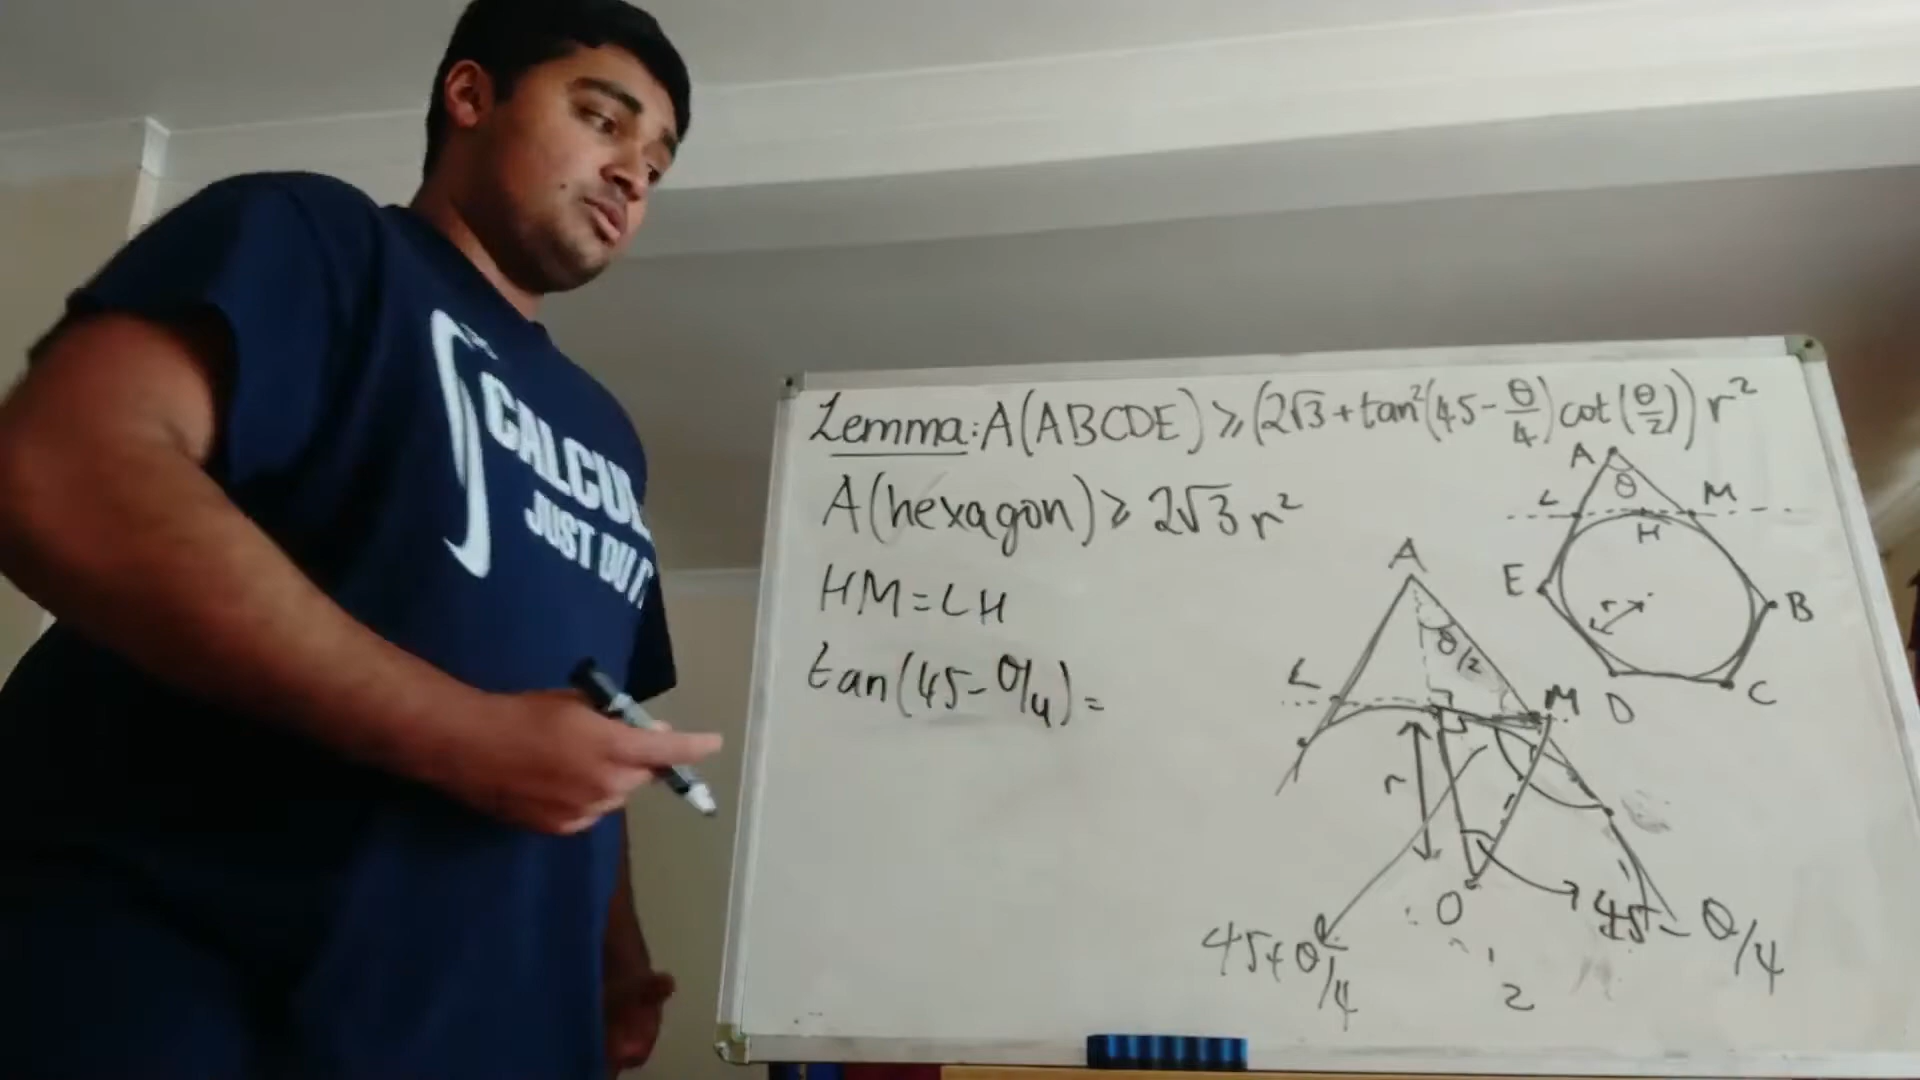 CALCUL
JUST DU I
Lemma: A(ABCDE) ≥ (2√3 + tan²(45 - θ/4) cot(θ/2)) r²
A(hexagon) ≥ 2√3 r²
HM = LH
tan(45 - θ/4) =
A
θ
L
M
H
E
r
B
D
C
A
θ/2
L
M
r
O
45 - θ/4
45 + θ/4
2